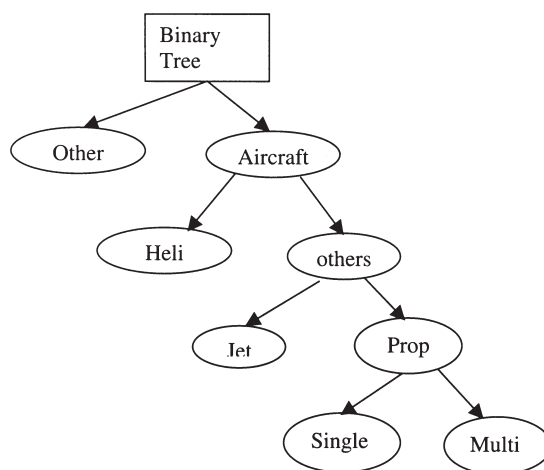 Binary
Tree
Other
Aircraft
Heli
others
Jet
Prop
Single
Multi